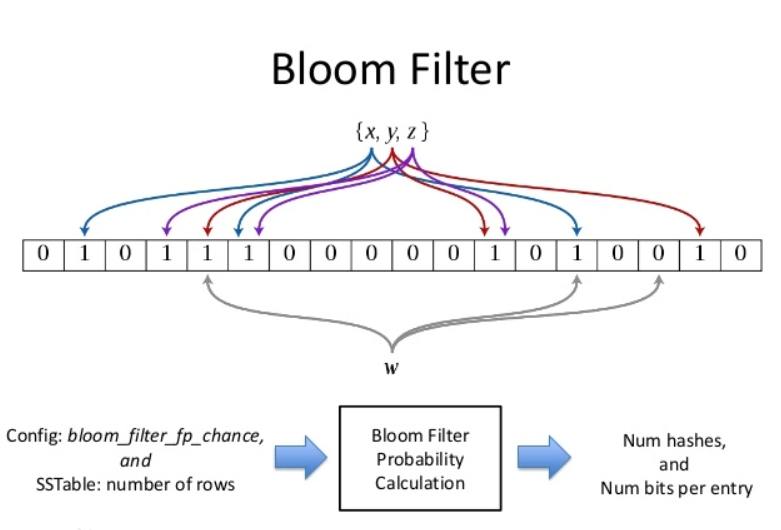 Bloom Filter
{x, y, z}
0 1 0 1 1 1 0 0 0 0 0 1 0 1 0 0 1 0
w
Config: bloom_filter_fp_chance,
and
SSTable: number of rows
Bloom Filter
Probability
Calculation
Num hashes,
and
Num bits per entry